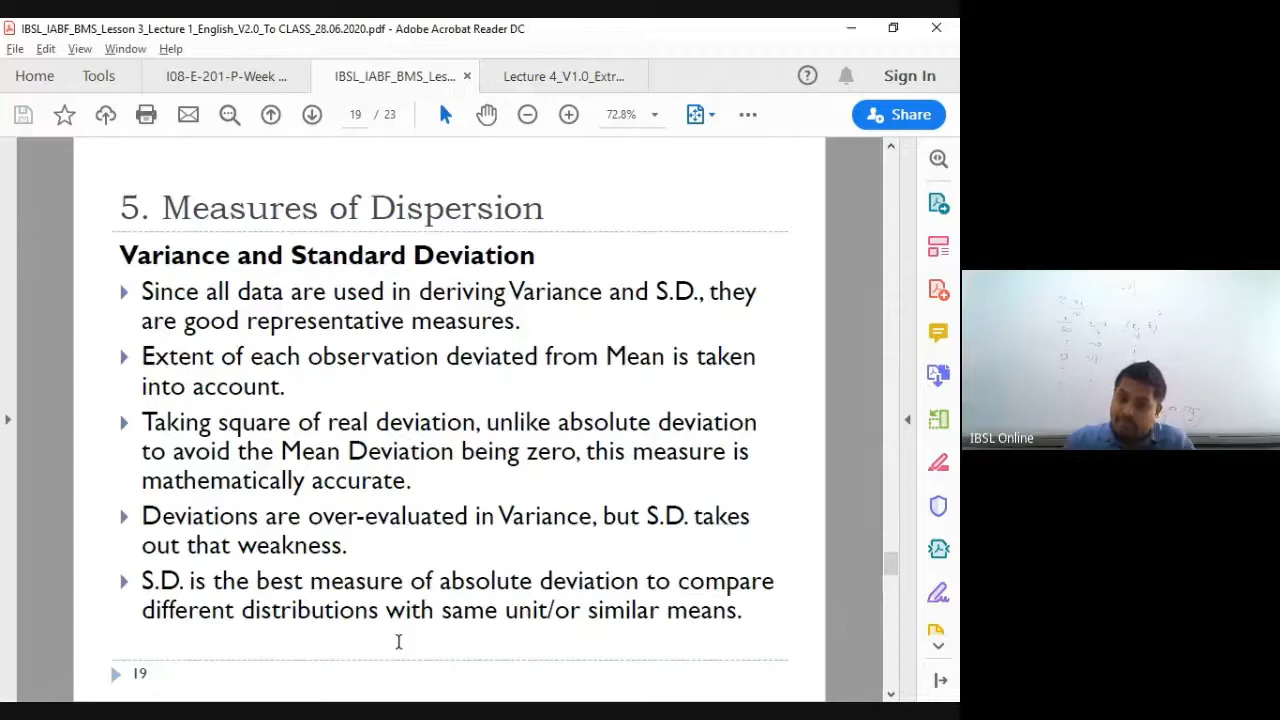 IBSL_IABF_BMS_Lesson 3_Lecture 1_English_V2.0_To CLASS_28.06.2020.pdf - Adobe Acrobat Reader DC
File Edit View Window Help
Home Tools I08-E-201-P-Week ... IBSL_IABF_BMS_Les... × Lecture 4_V1.0_Extr... Sign In
19 / 23 72.8% Share
5. Measures of Dispersion
Variance and Standard Deviation
Since all data are used in deriving Variance and S.D., they
are good representative measures.
Extent of each observation deviated from Mean is taken
into account.
Taking square of real deviation, unlike absolute deviation
to avoid the Mean Deviation being zero, this measure is
mathematically accurate.
Deviations are over-evaluated in Variance, but S.D. takes
out that weakness.
S.D. is the best measure of absolute deviation to compare
different distributions with same unit/or similar means.
19
IBSL Online